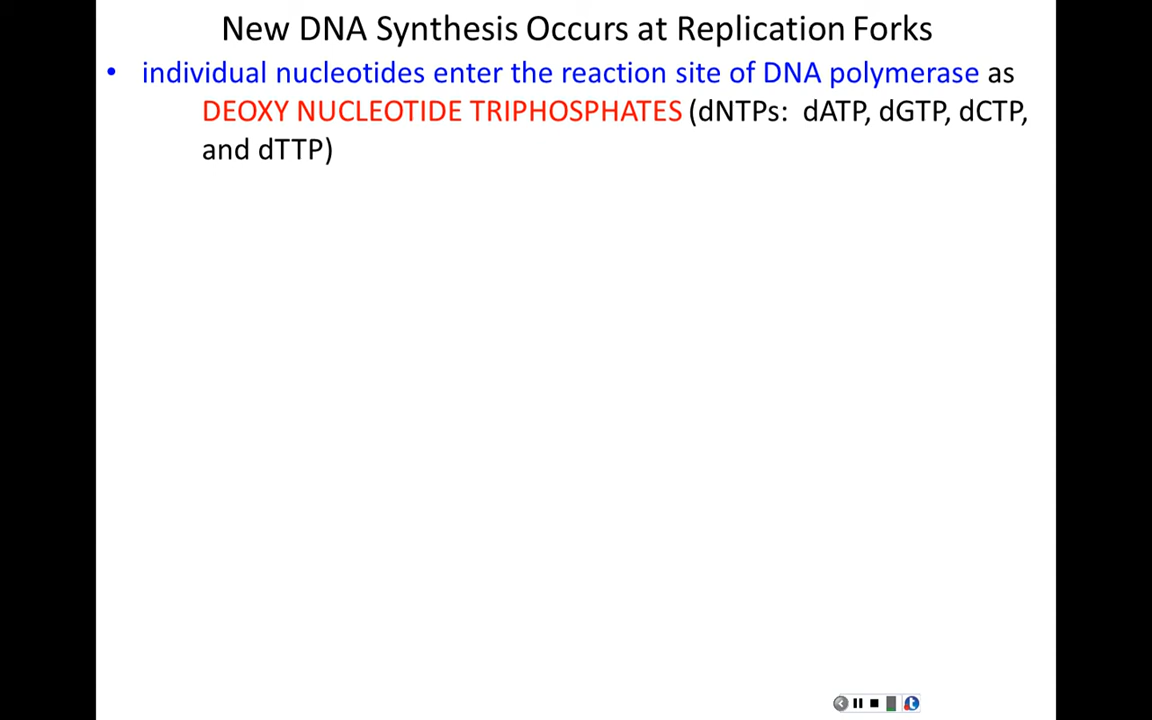 New DNA Synthesis Occurs at Replication Forks
• individual nucleotides enter the reaction site of DNA polymerase as
DEOXY NUCLEOTIDE TRIPHOSPHATES (dNTPs: dATP, dGTP, dCTP,
and dTTP)